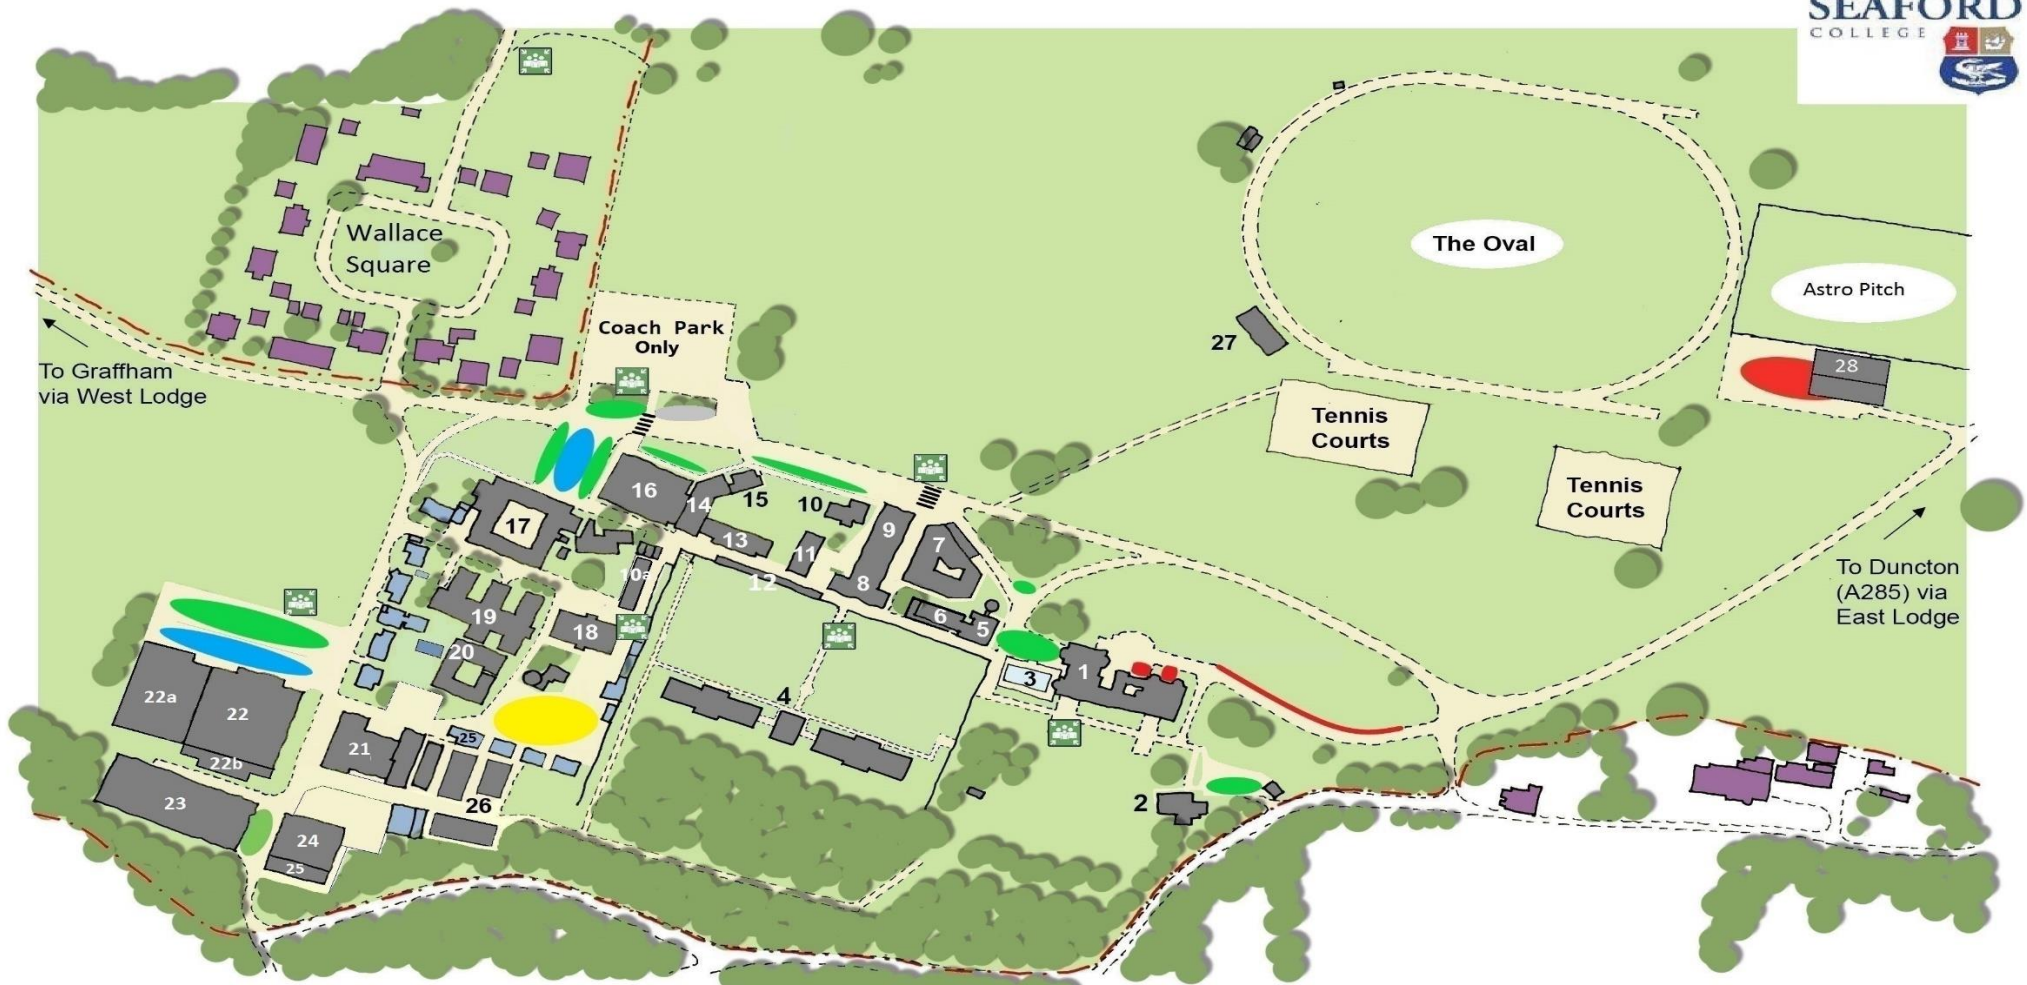 SEAFORD
COLLEGE
Wallace
Square
The Oval
Astro Pitch
Coach Park
Only
27
28
To Graffham
via West Lodge
Tennis
Courts
16
14
15
10
9
Tennis
Courts
17
13
11
7
10a
12
8
To Duncton
(A285) via
East Lodge
19
18
6
5
20
1
3
4
22a
22
25
21
22b
2
23
26
24
25